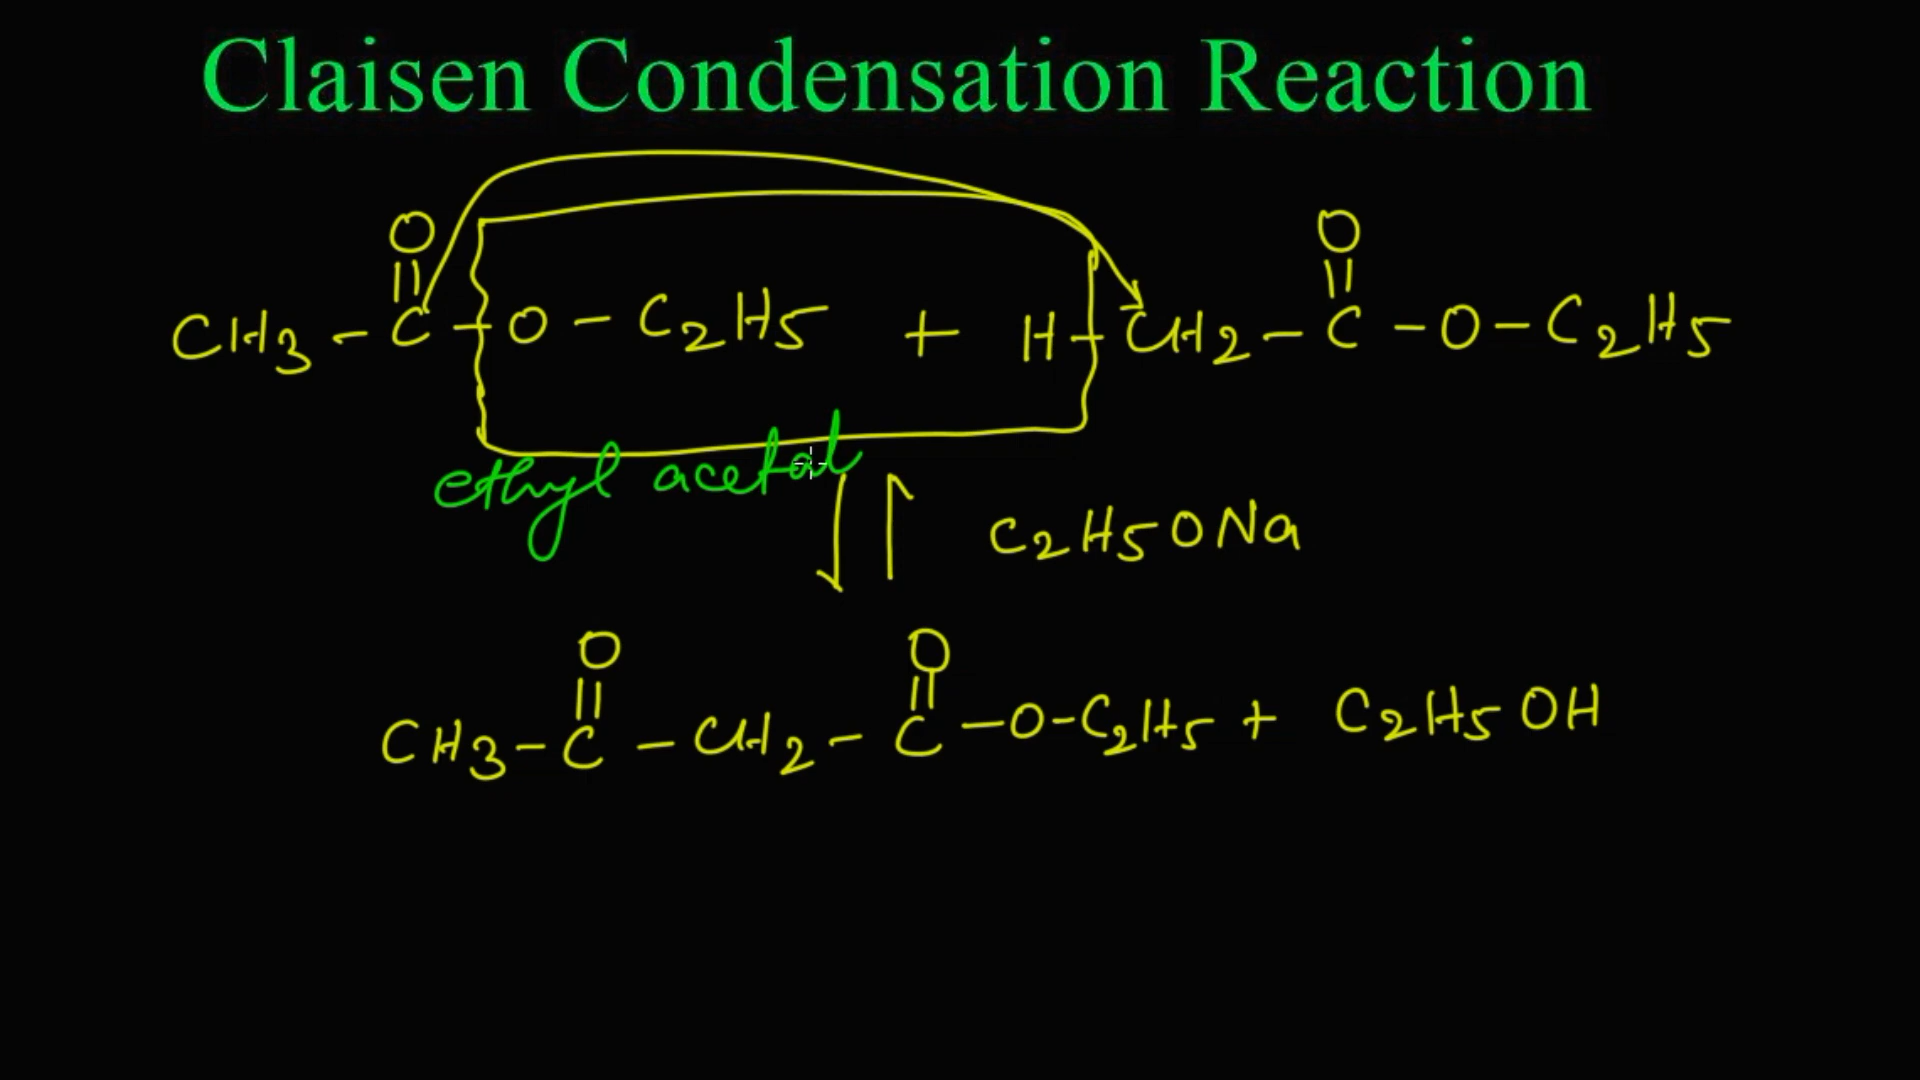 Claisen Condensation Reaction
O O
CH3 - C - O - C2H5 + H - CH2 - C - O - C2H5
ethyl acetat
C2H5ONa
O O
CH3 - C - CH2 - C - O - C2H5 + C2H5OH